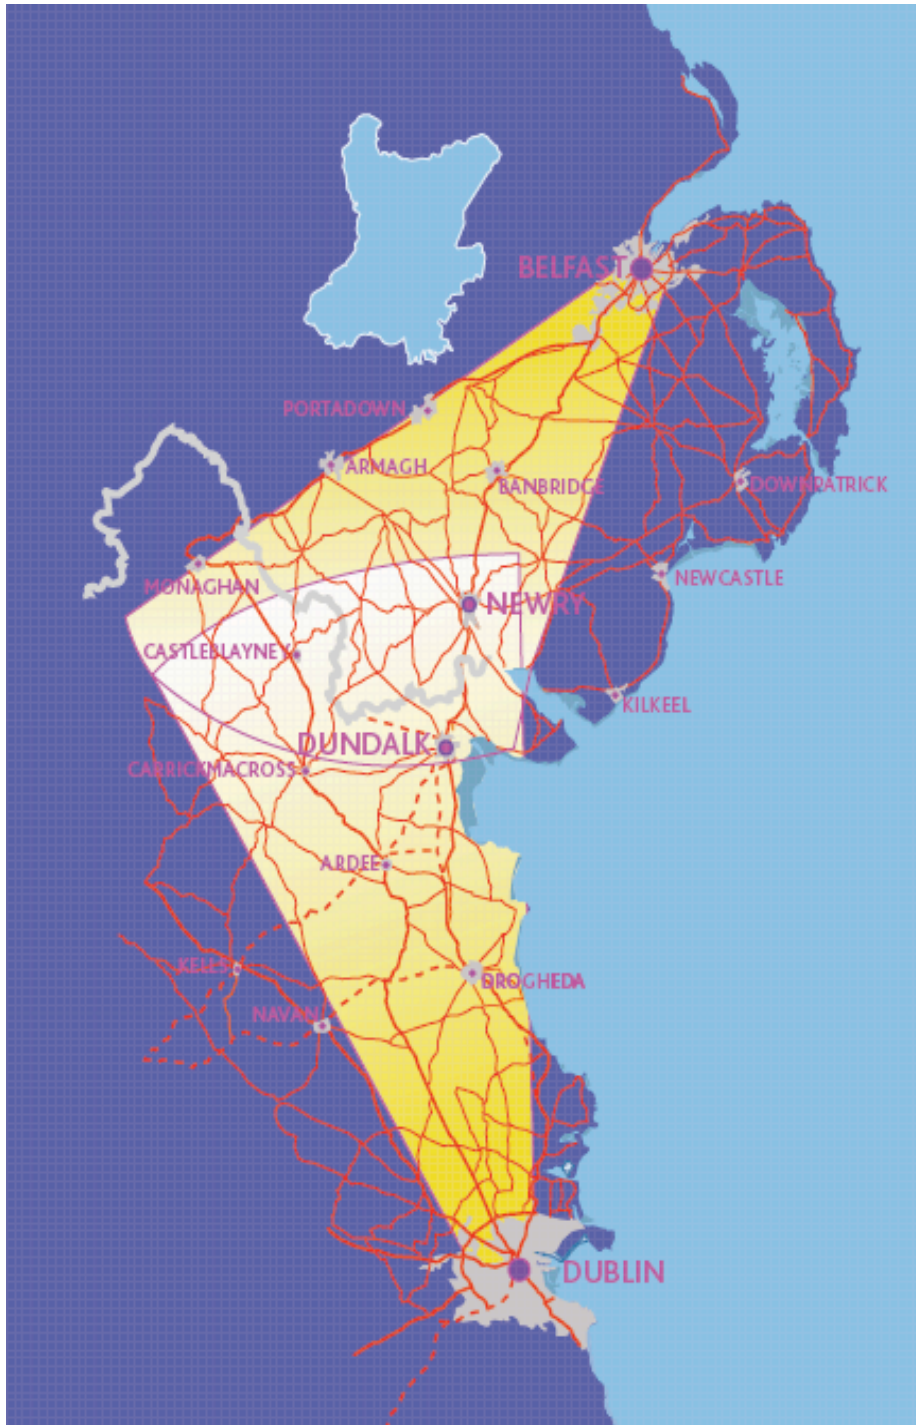 BELFAST
PORTADOWN
ARMAGH
BANBRIDGE
DOWNPATRICK
MONAGHAN
NEWCASTLE
NEWRY
CASTLEBLAYNEY
KILKEEL
DUNDALK
CARRICKMACROSS
ARDEE
KELLS
DROGHEDA
NAVAN
DUBLIN